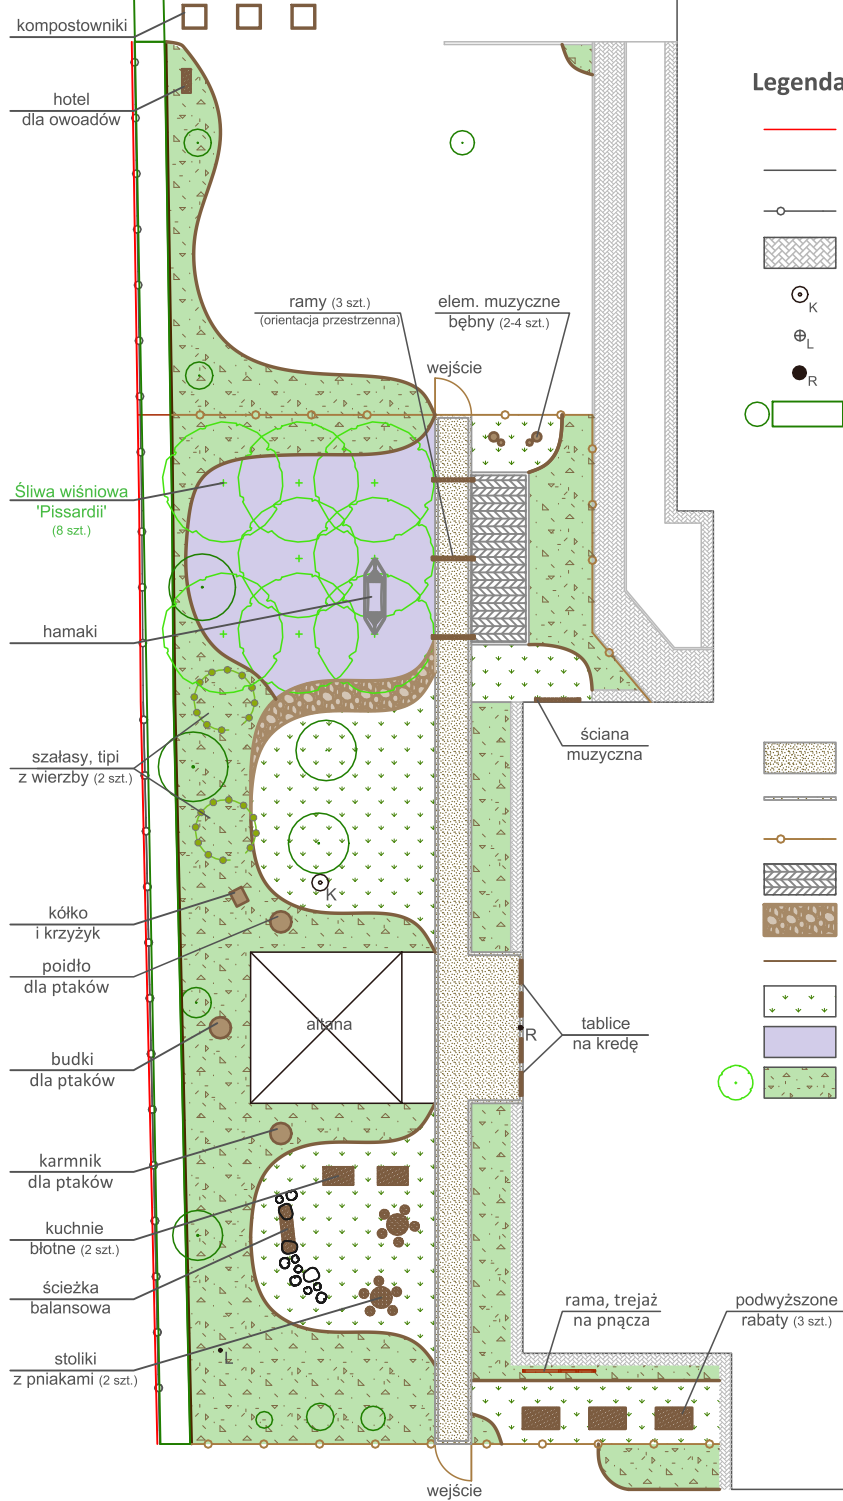 kompostowniki
Legenda
hotel
dla owoadów
K
L
R
ramy (3 szt.)
(orientacja przestrzenna)
elem. muzyczne
bębny (2-4 szt.)
wejście
Śliwa wiśniowa
'Pissardii'
(8 szt.)
hamaki
szałasy, tipi
z wierzby (2 szt.)
ściana
muzyczna
K
kółko
i krzyżyk
poidło
dla ptaków
altana
R
tablice
na kredę
budki
dla ptaków
karmnik
dla ptaków
kuchnie
błotne (2 szt.)
ścieżka
balansowa
rama, trejaż
na pnącza
podwyższone
rabaty (3 szt.)
stoliki
z pniakami (2 szt.)
L
wejście